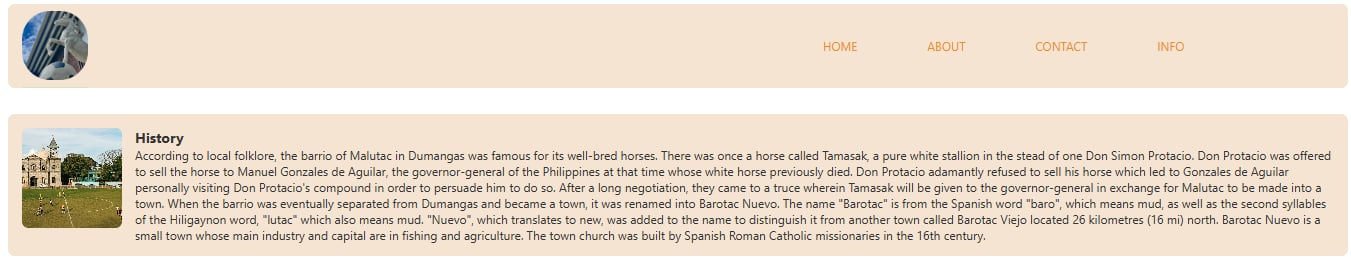 HOME ABOUT CONTACT INFO
History
According to local folklore, the barrio of Malutac in Dumangas was famous for its well-bred horses. There was once a horse called Tamasak, a pure white stallion in the stead of one Don Simon Protacio. Don Protacio was offered
to sell the horse to Manuel Gonzales de Aguilar, the governor-general of the Philippines at that time whose white horse previously died. Don Protacio adamantly refused to sell his horse which led to Gonzales de Aguilar
personally visiting Don Protacio's compound in order to persuade him to do so. After a long negotiation, they came to a truce wherein Tamasak will be given to the governor-general in exchange for Malutac to be made into a
town. When the barrio was eventually separated from Dumangas and became a town, it was renamed into Barotac Nuevo. The name "Barotac" is from the Spanish word "baro", which means mud, as well as the second syllables
of the Hiligaynon word, "lutac" which also means mud. "Nuevo", which translates to new, was added to the name to distinguish it from another town called Barotac Viejo located 26 kilometres (16 mi) north. Barotac Nuevo is a
small town whose main industry and capital are in fishing and agriculture. The town church was built by Spanish Roman Catholic missionaries in the 16th century.